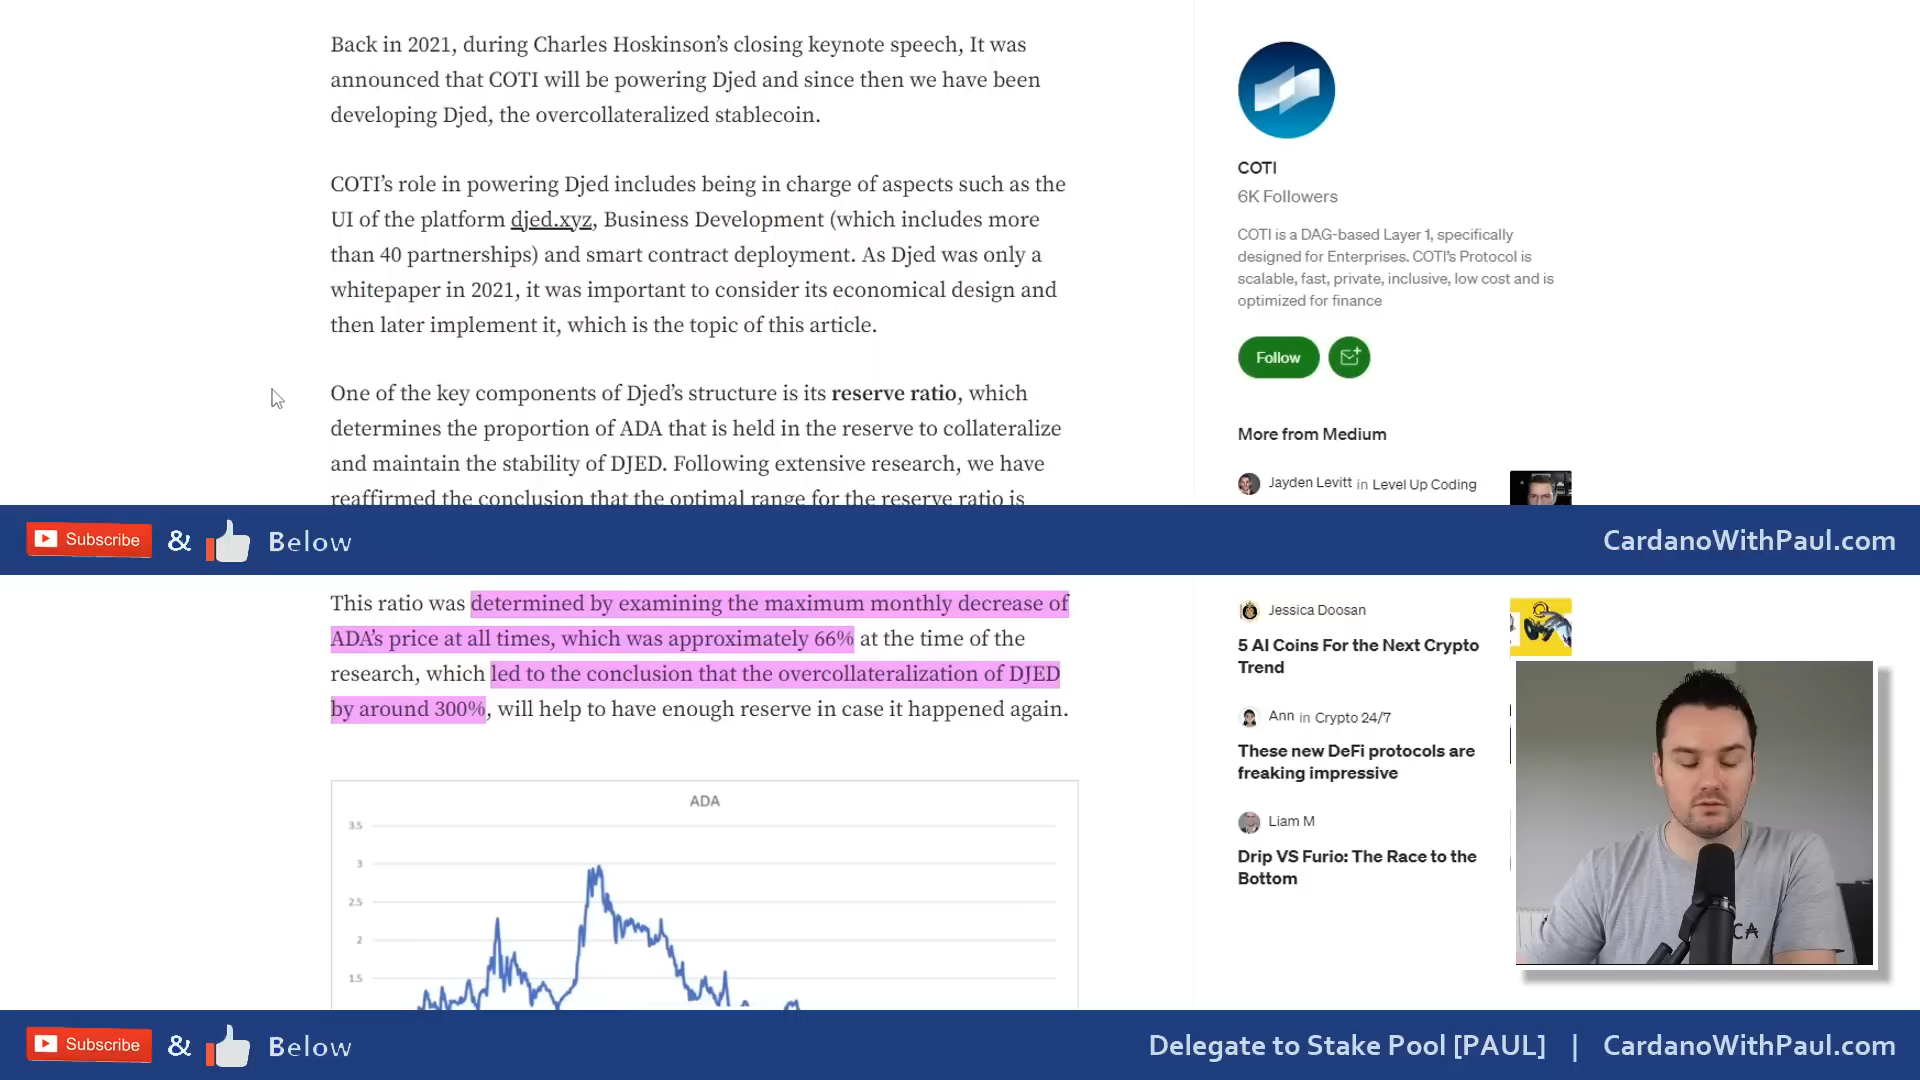 Back in 2021, during Charles Hoskinson’s closing keynote speech, It was
announced that COTI will be powering Djed and since then we have been
developing Djed, the overcollateralized stablecoin.
COTI’s role in powering Djed includes being in charge of aspects such as the
UI of the platform djed.xyz, Business Development (which includes more
than 40 partnerships) and smart contract deployment. As Djed was only a
whitepaper in 2021, it was important to consider its economical design and
then later implement it, which is the topic of this article.
One of the key components of Djed’s structure is its reserve ratio, which
determines the proportion of ADA that is held in the reserve to collateralize
and maintain the stability of DJED. Following extensive research, we have
reaffirmed the conclusion that the optimal range for the reserve ratio is
COTI
6K Followers
COTI is a DAG-based Layer 1, specifically
designed for Enterprises. COTI’s Protocol is
scalable, fast, private, inclusive, low cost and is
optimized for finance
Follow
More from Medium
Jayden Levitt in Level Up Coding
Subscribe & Below
CardanoWithPaul.com
This ratio was determined by examining the maximum monthly decrease of
ADA’s price at all times, which was approximately 66% at the time of the
research, which led to the conclusion that the overcollateralization of DJED
by around 300%, will help to have enough reserve in case it happened again.
ADA
3.5
3
2.5
2
1.5
Jessica Doosan
5 AI Coins For the Next Crypto
Trend
Ann in Crypto 24/7
These new DeFi protocols are
freaking impressive
Liam M
Drip VS Furio: The Race to the
Bottom
Subscribe & Below
Delegate to Stake Pool [PAUL] | CardanoWithPaul.com